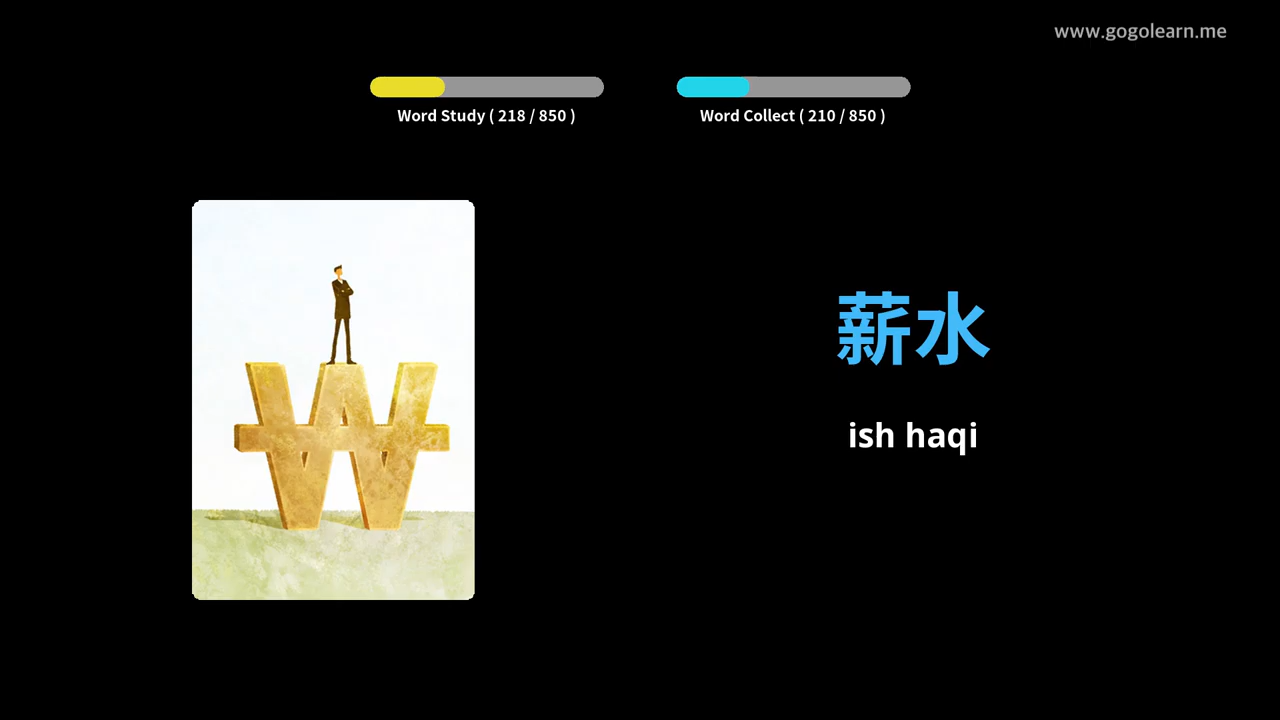 www.gogolearn.me
Word Study ( 218 / 850 )
Word Collect ( 210 / 850 )
薪水
ish haqi